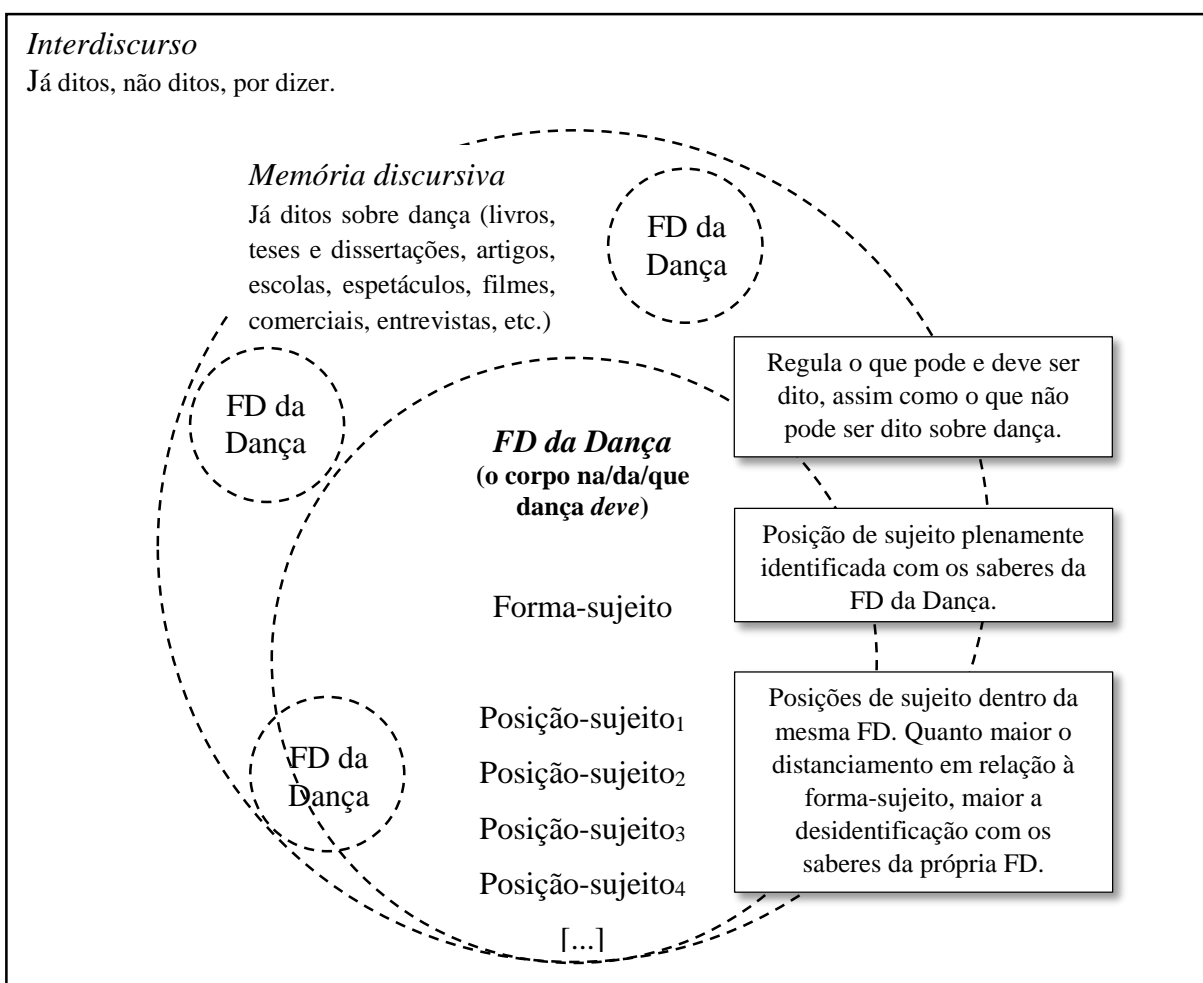 Interdiscurso
Já ditos, não ditos, por dizer.
Memória discursiva
Já ditos sobre dança (livros,
teses e dissertações, artigos,
escolas, espetáculos, filmes,
comerciais, entrevistas, etc.)
FD da
Dança
FD da
Dança
FD da Dança
(o corpo na/da/que
dança deve)
Regula o que pode e deve ser
dito, assim como o que não
pode ser dito sobre dança.
Forma-sujeito
Posição de sujeito plenamente
identificada com os saberes da
FD da Dança.
FD da
Dança
Posição-sujeito₁
Posição-sujeito₂
Posição-sujeito₃
Posição-sujeito₄
[...]
Posições de sujeito dentro da
mesma FD. Quanto maior o
distanciamento em relação à
forma-sujeito, maior a
desidentificação com os
saberes da própria FD.